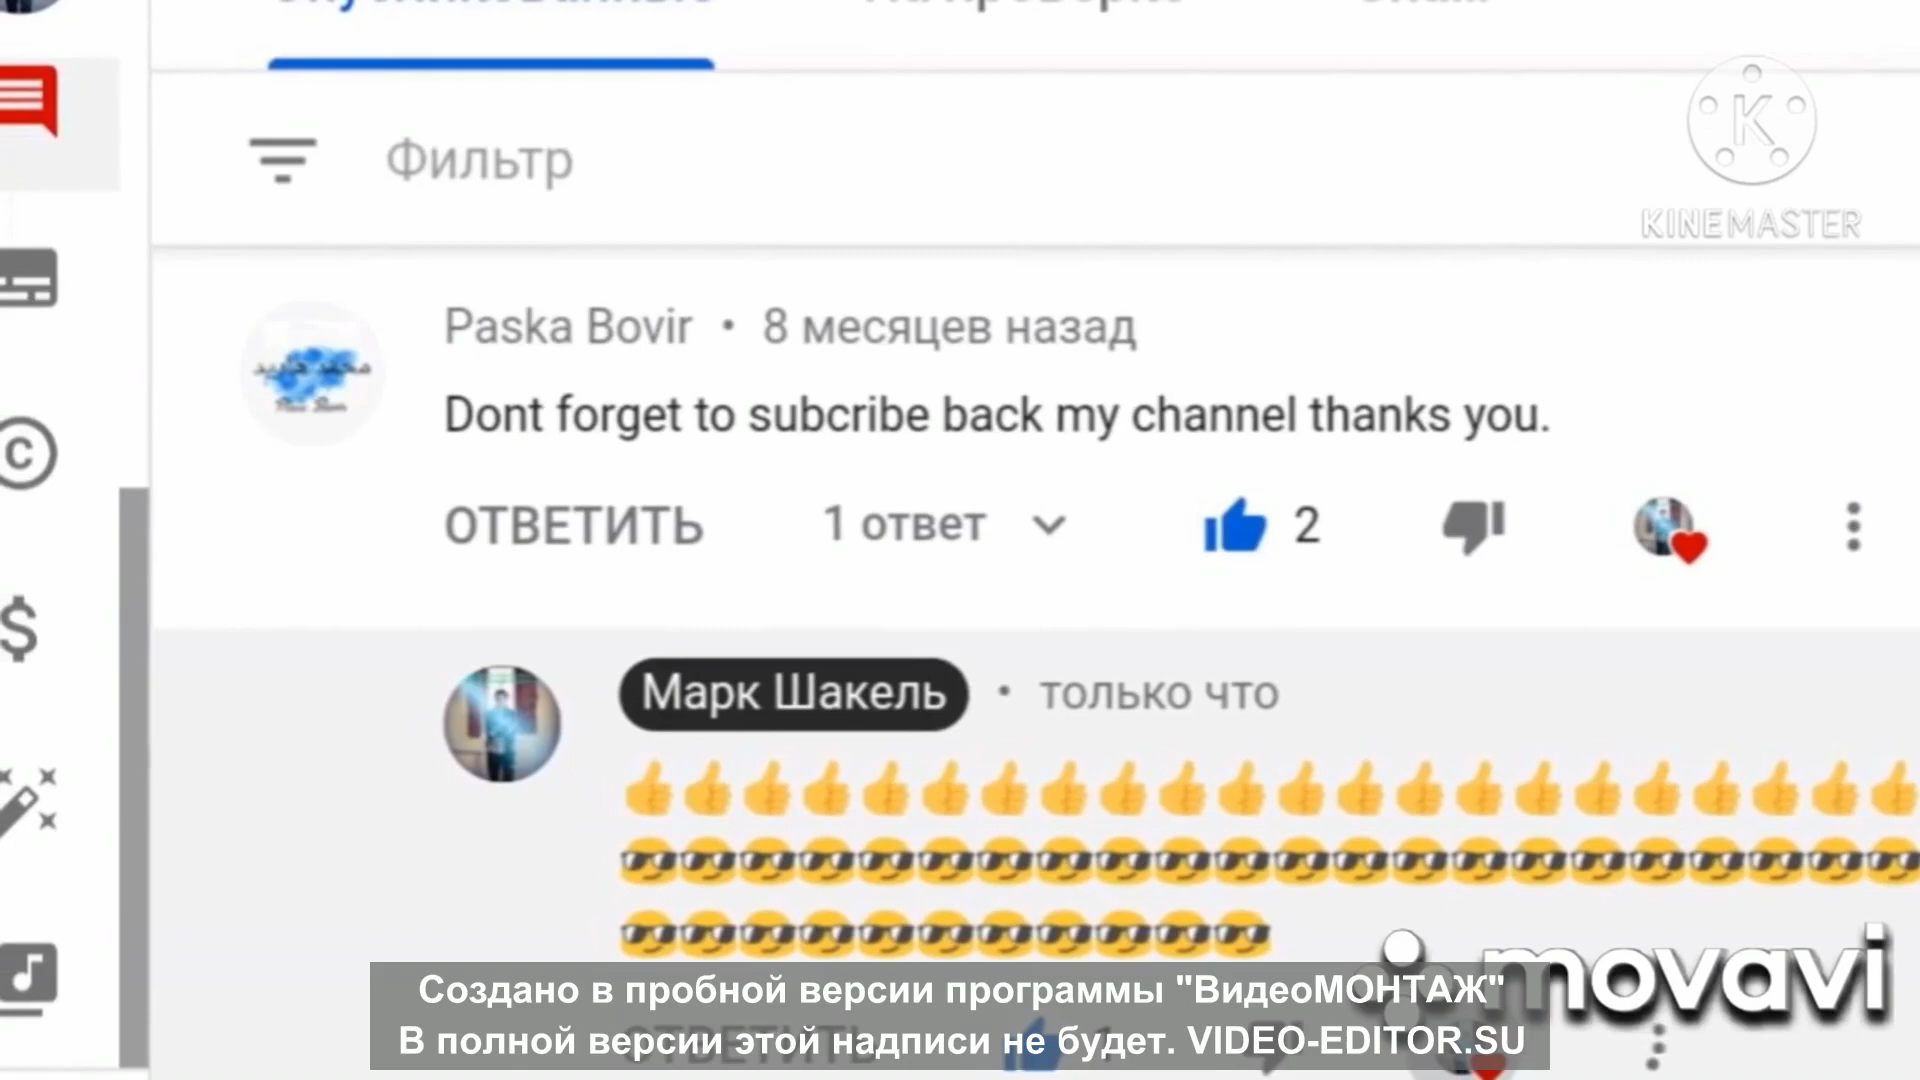 Фильтр
KINEMASTER
Paska Bovir • 8 месяцев назад
Dont forget to subcribe back my channel thanks you.
ОТВЕТИТЬ 1 ответ 2
Марк Шакель • только что
👍👍👍👍👍👍👍👍👍👍👍👍👍👍👍👍👍👍👍👍👍👍
😎😎😎😎😎😎😎😎😎😎😎😎😎😎😎😎😎😎😎😎😎😎
😎😎😎😎😎😎😎😎😎😎😎
movavi
Создано в пробной версии программы "ВидеоМОНТАЖ"
В полной версии этой надписи не будет. VIDEO-EDITOR.SU